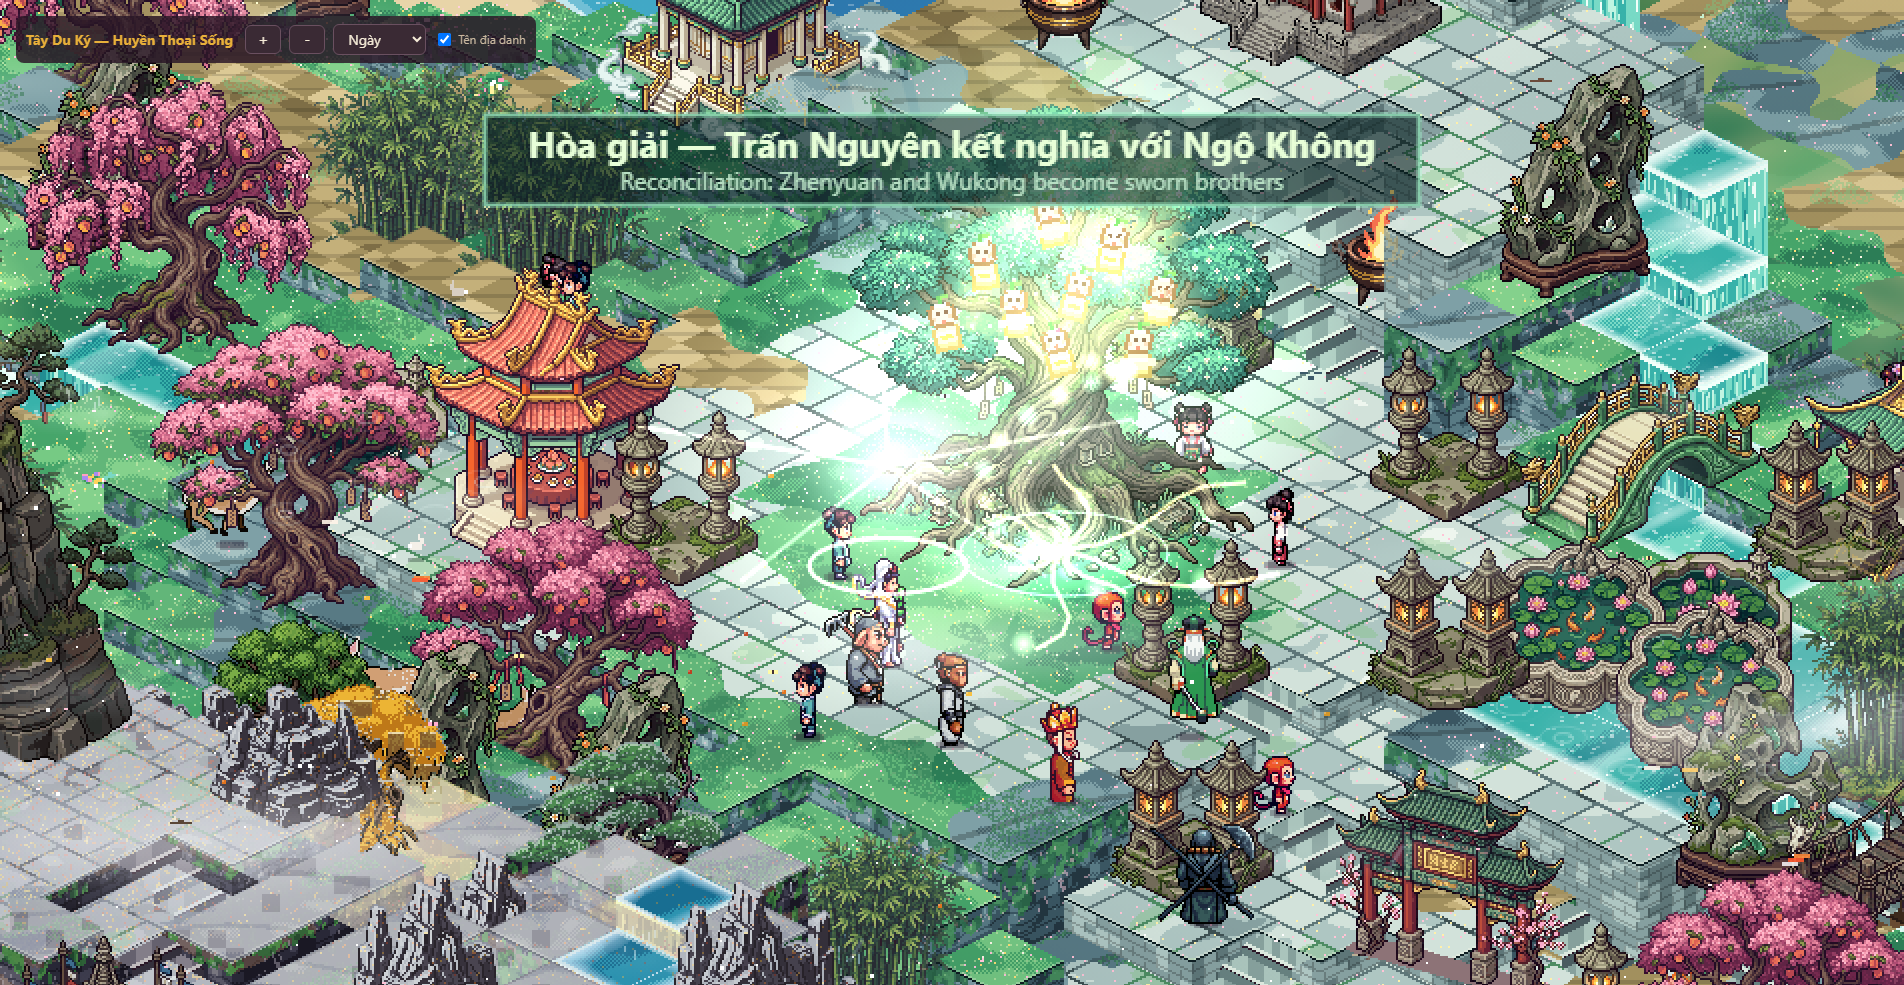 Tây Du Ký — Huyền Thoại Sống + - Ngày Tên địa danh
Hòa giải — Trấn Nguyên kết nghĩa với Ngộ Không
Reconciliation: Zhenyuan and Wukong become sworn brothers